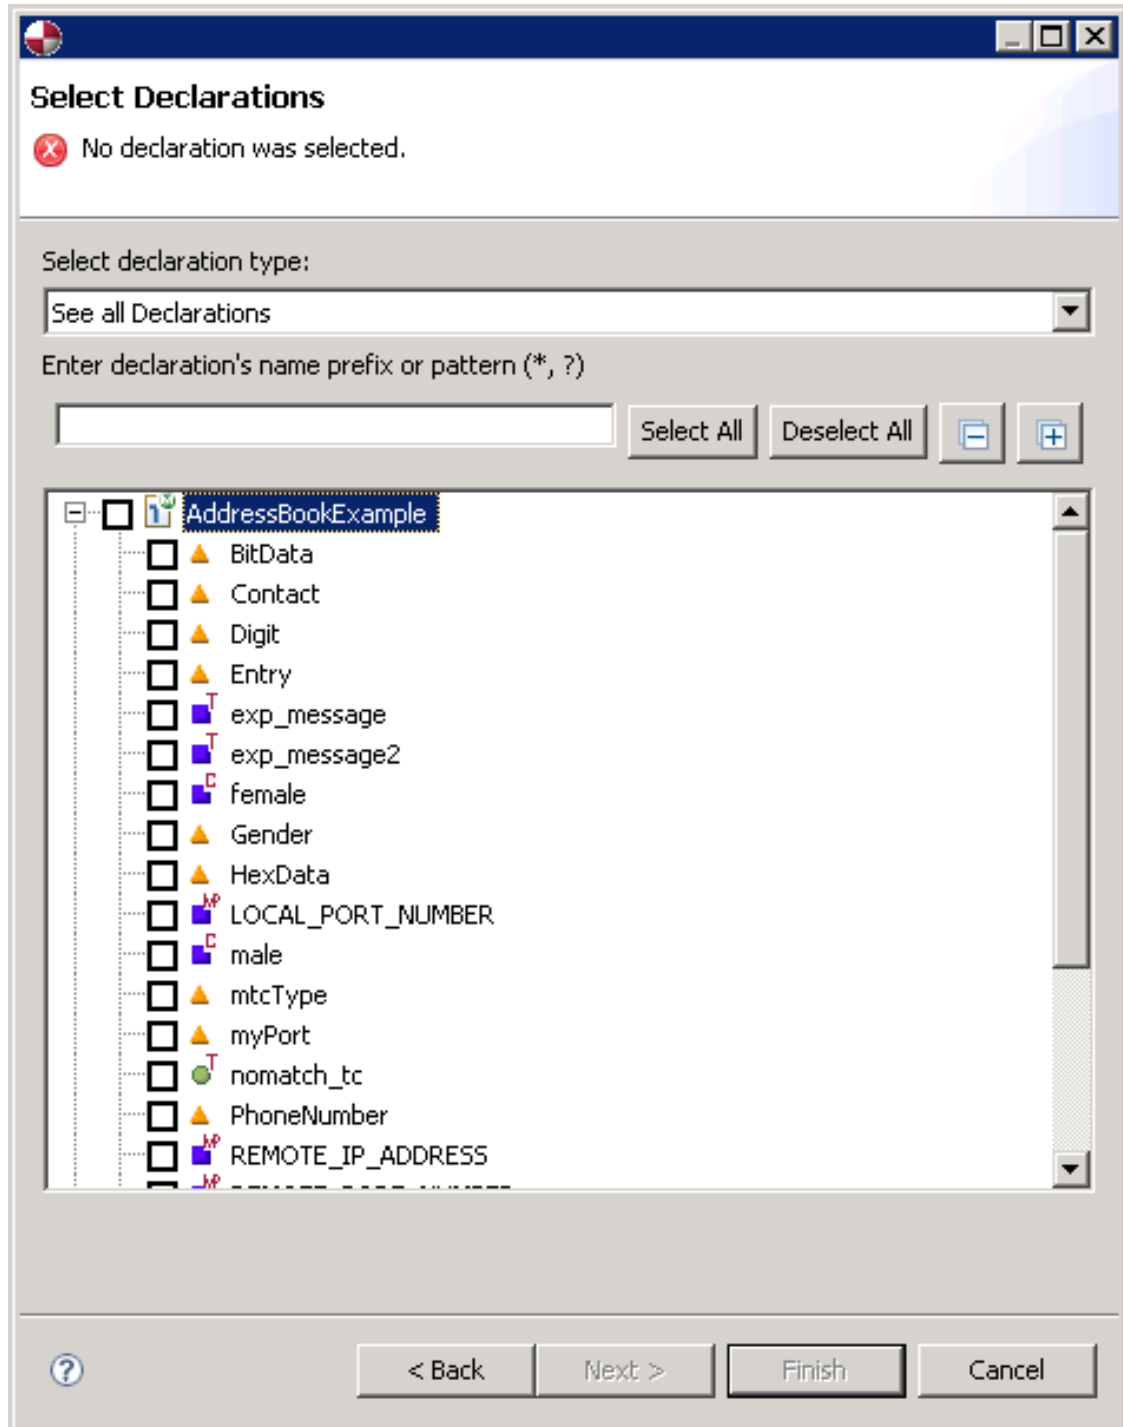 Select Declarations
No declaration was selected.
Select declaration type:
See all Declarations
Enter declaration's name prefix or pattern (*, ?)
Select All Deselect All
AddressBookExample
BitData
Contact
Digit
Entry
T exp_message
T exp_message2
C female
Gender
HexData
MP LOCAL_PORT_NUMBER
C male
mtcType
myPort
T nomatch_tc
PhoneNumber
MP REMOTE_IP_ADDRESS
< Back Next > Finish Cancel